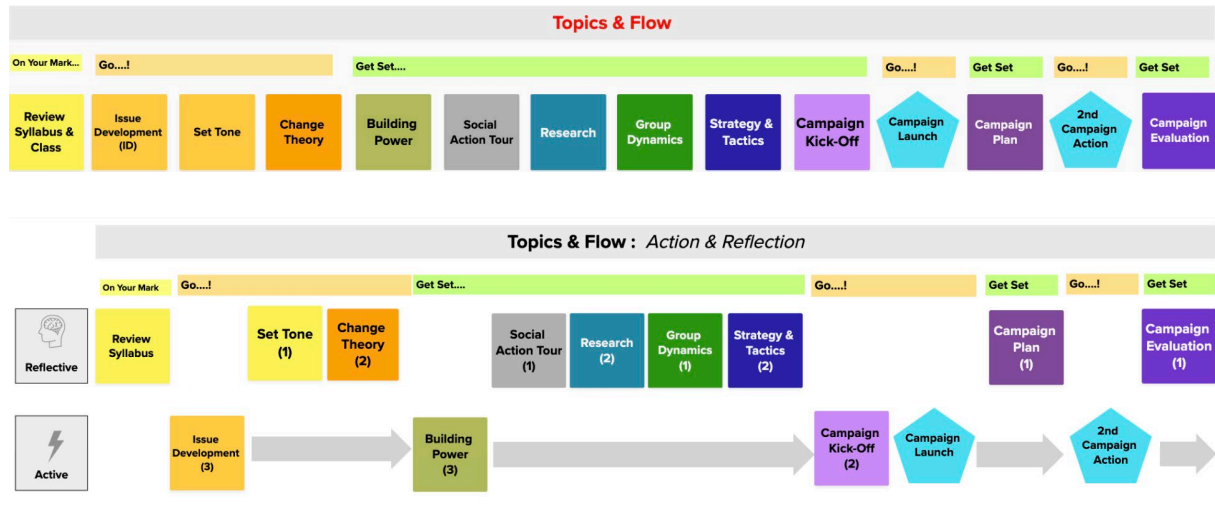 Topics & Flow
On Your Mark...
Go....!
Get Set....
Go....!
Get Set
Go....!
Get Set
Review
Syllabus &
Class
Issue
Development
(ID)
Set Tone
Change
Theory
Building
Power
Social
Action Tour
Research
Group
Dynamics
Strategy &
Tactics
Campaign
Kick-Off
Campaign
Launch
Campaign
Plan
2nd
Campaign
Action
Campaign
Evaluation
Topics & Flow : Action & Reflection
On Your Mark
Go....!
Get Set....
Go....!
Get Set
Go....!
Get Set
Reflective
Review
Syllabus
Set Tone
(1)
Change
Theory
(2)
Social
Action Tour
(1)
Research
(2)
Group
Dynamics
(1)
Strategy &
Tactics
(2)
Campaign
Plan
(1)
Campaign
Evaluation
(1)
Active
Issue
Development
(3)
Building
Power
(3)
Campaign
Kick-Off
(2)
Campaign
Launch
2nd
Campaign
Action